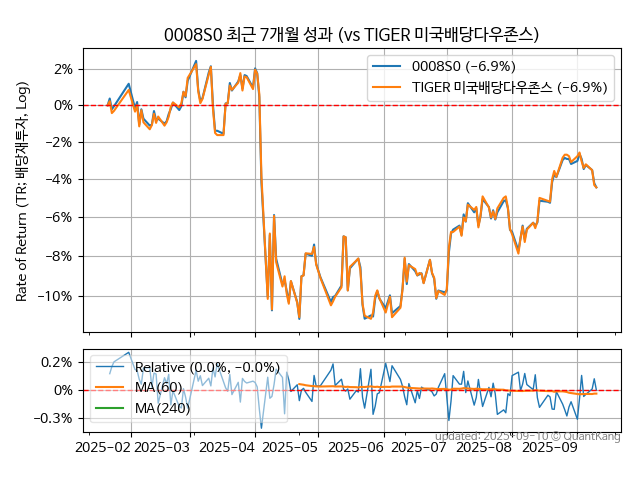 0008S0 최근 7개월 성과 (vs TIGER 미국배당다우존스)
0008S0 (−6.9%)
TIGER 미국배당다우존스 (−6.9%)
Rate of Return (TR; 배당재투자, Log)
2%
0%
−2%
−4%
−6%
−8%
−10%
0.2%
0%
−0.3%
Relative (0.0%, −0.0%)
MA(60)
MA(240)
updated: 2025-09-10 © QuantKang
2025−02
2025−03
2025−04
2025−05
2025−06
2025−07
2025−08
2025−09